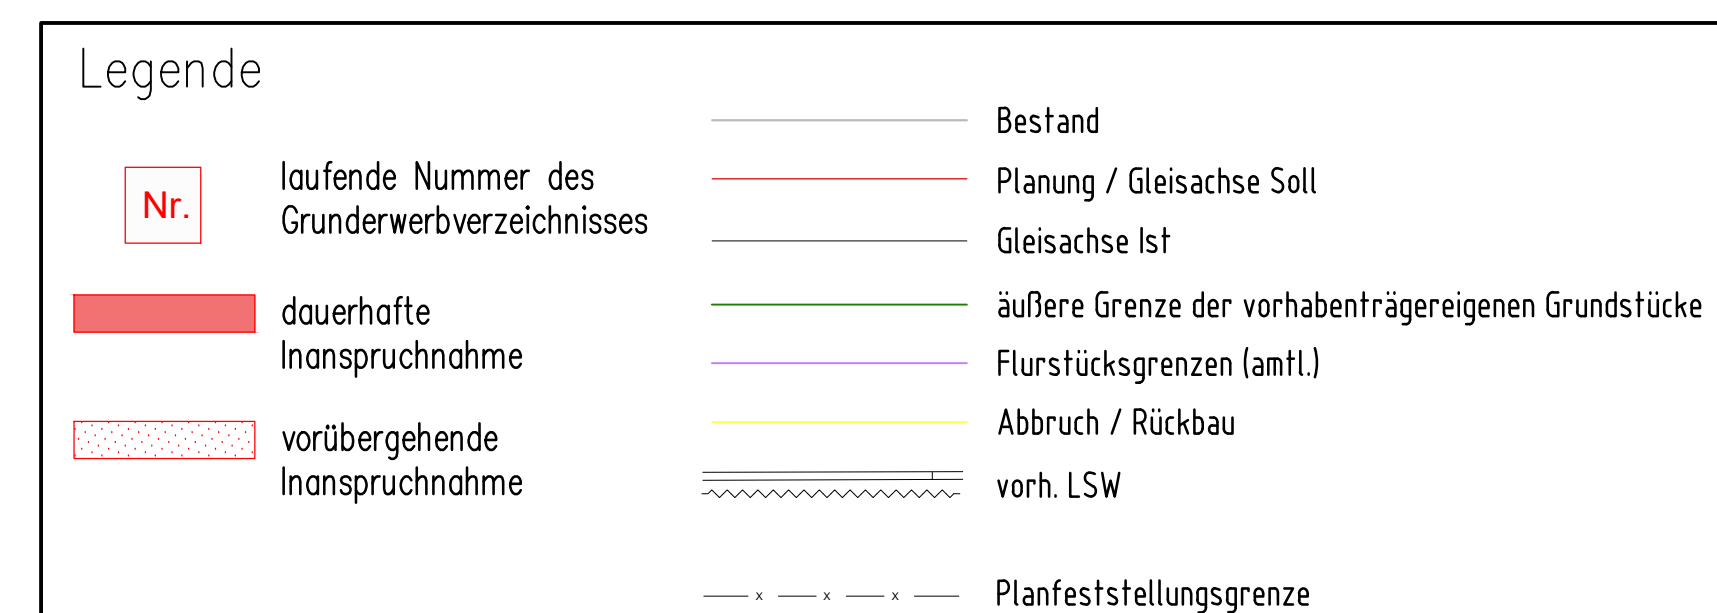 Legende
Nr.
laufende Nummer des
Grunderwerbverzeichnisses
dauerhafte
Inanspruchnahme
vorübergehende
Inanspruchnahme
Bestand
Planung / Gleisachse Soll
Gleisachse Ist
äußere Grenze der vorhabenträgereigenen Grundstücke
Flurstücksgrenzen (amtl.)
Abbruch / Rückbau
vorh. LSW
x x x
Planfeststellungsgrenze